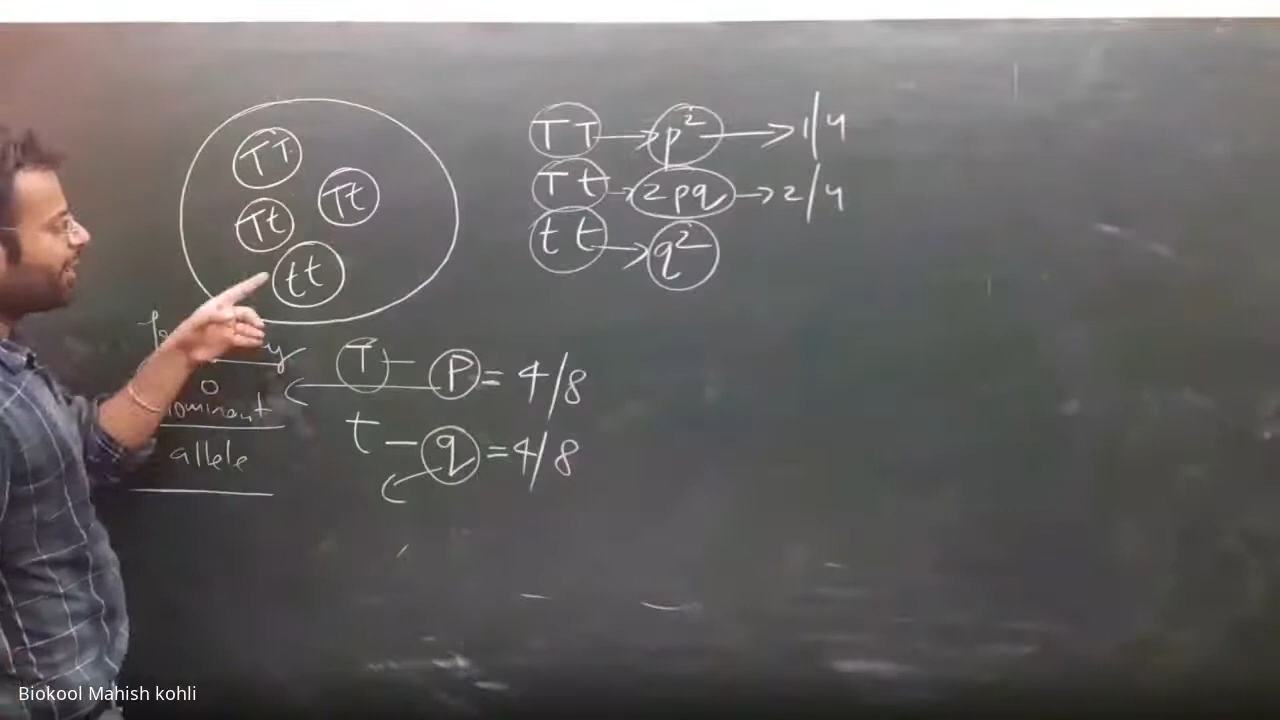 TT
Tt
Tt
tt
TT → p² → 1/4
Tt → 2pq → 2/4
tt → q²
T – P = 4/8
t – q = 4/8
allele
Biokool Mahish kohli